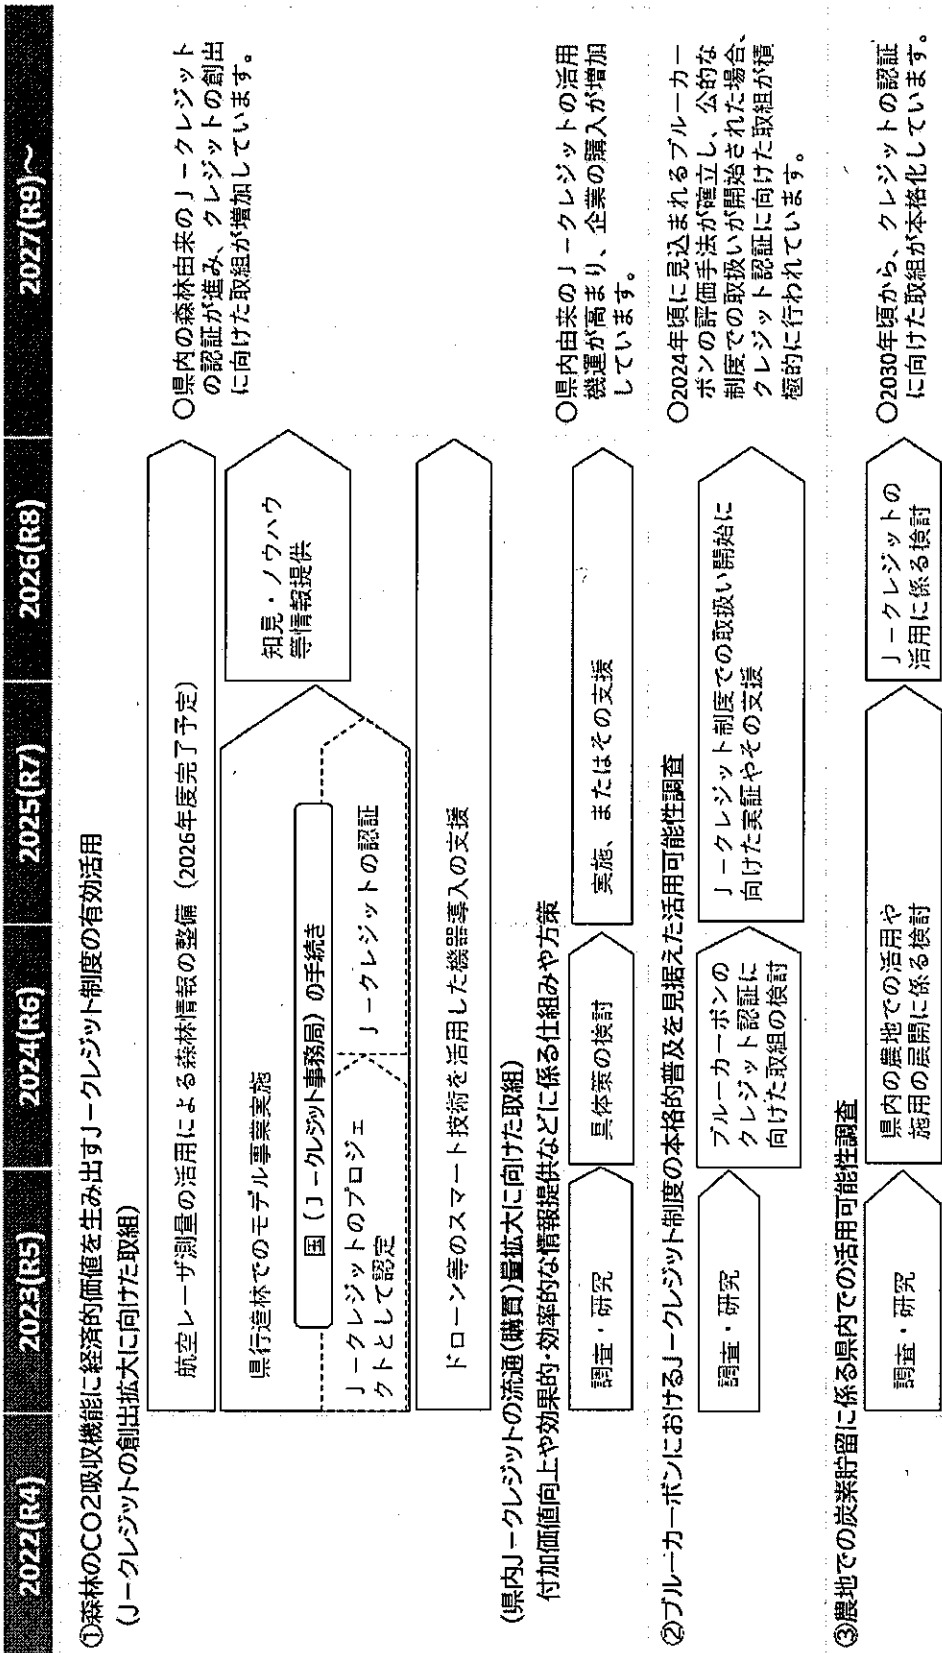 2022(R4)
2023(R5)
2024(R6)
2025(R7)
2026(R8)
2027(R9)～
①森林のCO2吸収機能に経済的価値を生み出すJ－クレジット制度の有効活用
(J－クレジットの創出拡大に向けた取組)
航空レーザ測量の活用による森林情報の整備（2026年度完了予定）
県行造林でのモデル事業実施
国（J－クレジット事務局）の手続き
J－クレジットのプロジェ
クトとして認定
J－クレジットの認証
知見・ノウハウ
等情報提供
ドローン等のスマート技術を活用した機器導入の支援
○県内の森林由来のJ－クレジット
の認証が進み、クレジットの創出
に向けた取組が増加しています。
(県内J－クレジットの流通(購買)量拡大に向けた取組)
付加価値向上や効果的・効率的な情報提供などに係る仕組みや方策
調査・研究
具体策の検討
実施、またはその支援
○県内由来のJ－クレジットの活用
機運が高まり、企業の購入が増加
しています。
②ブルーカーボンにおけるJ－クレジット制度の本格的普及を見据えた活用可能性調査
調査・研究
ブルーカーボンの
クレジット認証に
向けた取組の検討
J－クレジット制度での取扱い開始に
向けた実証やその支援
○2024年頃に見込まれるブルーカー
ボンの評価手法が確立し、公的な
制度での取扱いが開始された場合、
クレジット認証に向けた取組が積
極的に行われています。
③農地での炭素貯留に係る県内での活用可能性調査
調査・研究
県内の農地での活用や
施用の展開に係る検討
J－クレジットの
活用に係る検討
○2030年頃から、クレジットの認証
に向けた取組が本格化しています。